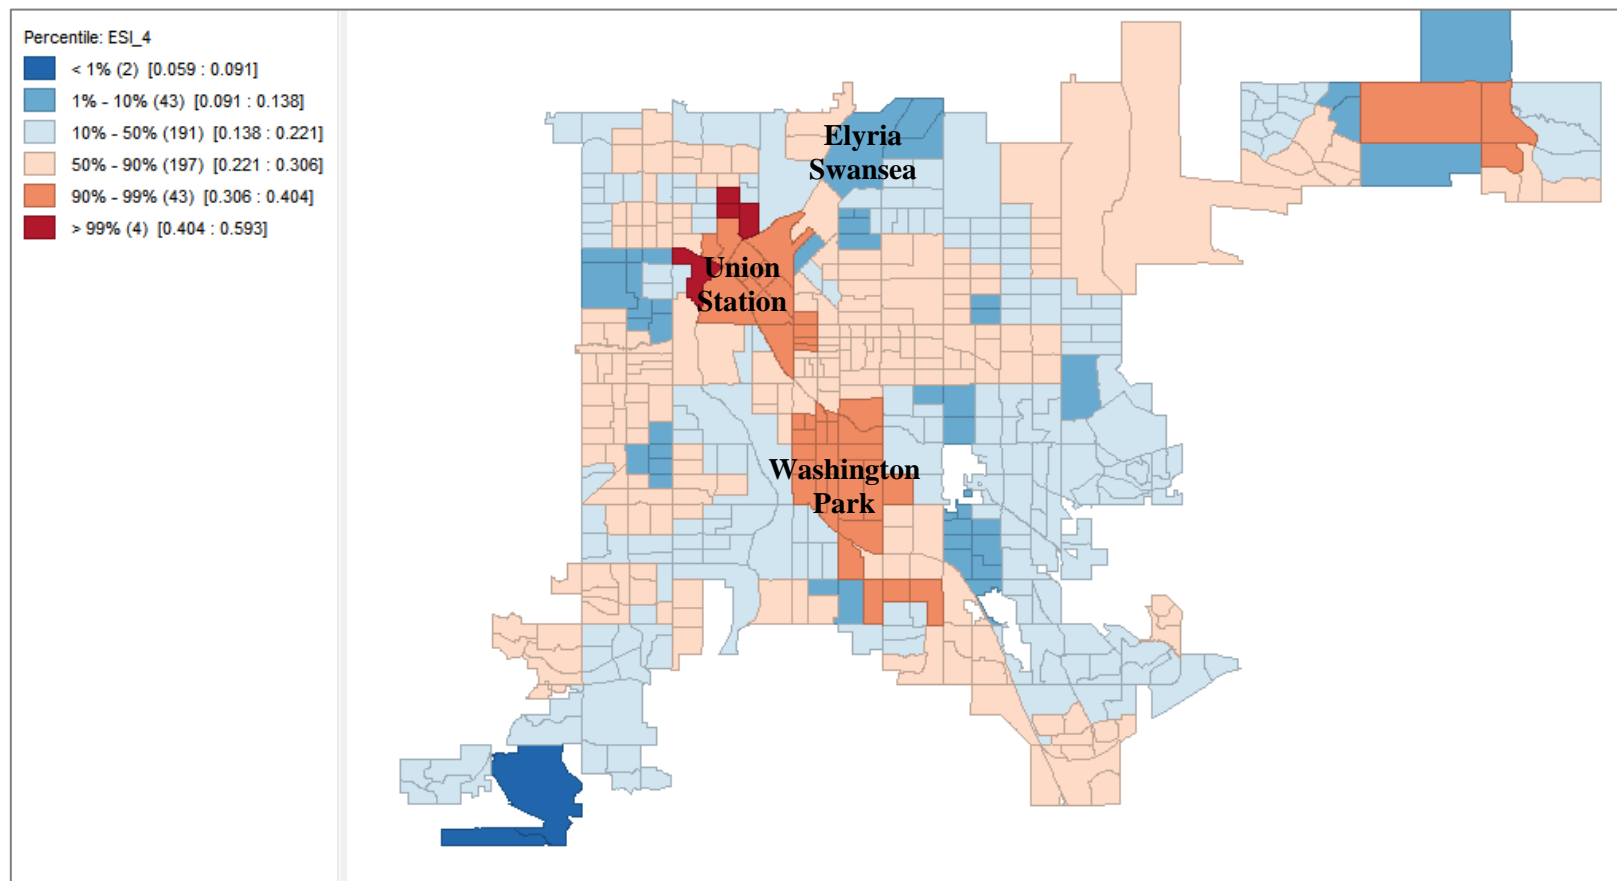 Percentile: ESI_4
< 1% (2) [0.059 : 0.091]
1% - 10% (43) [0.091 : 0.138]
10% - 50% (191) [0.138 : 0.221]
50% - 90% (197) [0.221 : 0.306]
90% - 99% (43) [0.306 : 0.404]
> 99% (4) [0.404 : 0.593]
Elyria
Swansea
Union
Station
Washington
Park